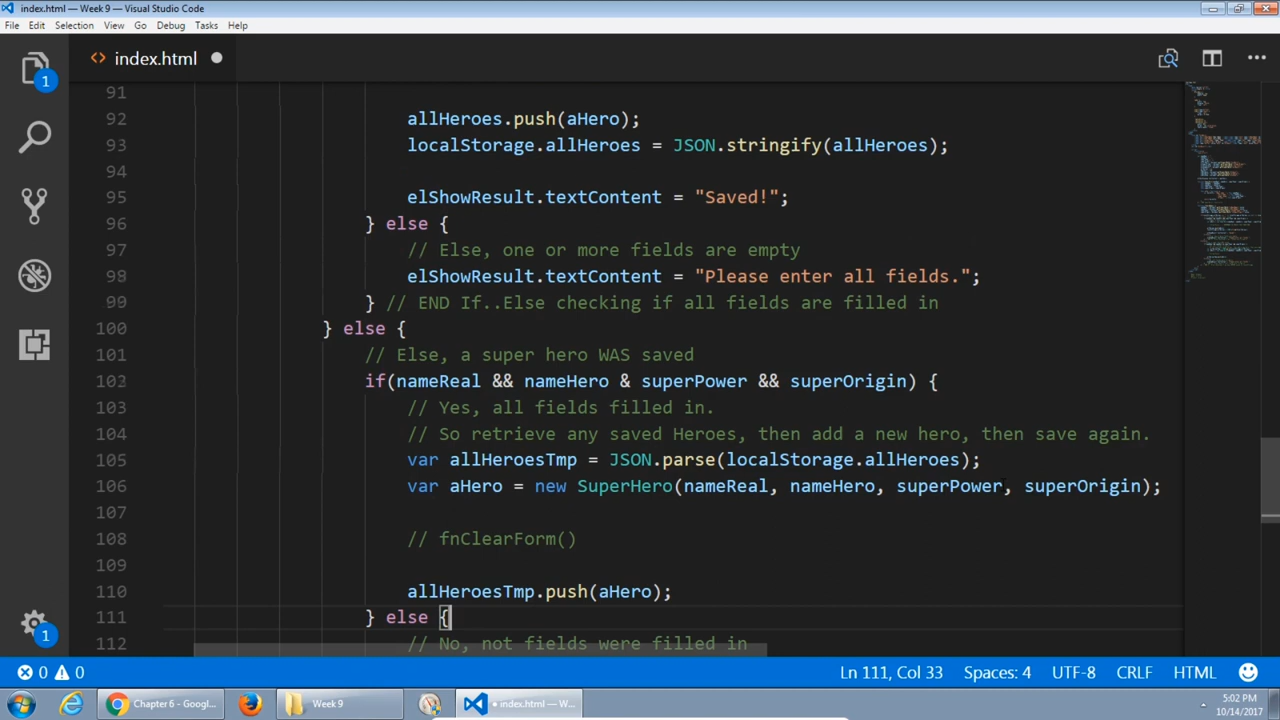 index.html — Week 9 - Visual Studio Code
File Edit Selection View Go Debug Tasks Help
1 index.html
91
92 allHeroes.push(aHero);
93 localStorage.allHeroes = JSON.stringify(allHeroes);
94
95 elShowResult.textContent = "Saved!";
96 } else {
97 // Else, one or more fields are empty
98 elShowResult.textContent = "Please enter all fields.";
99 } // END If..Else checking if all fields are filled in
100 } else {
101 // Else, a super hero WAS saved
102 if(nameReal && nameHero & superPower && superOrigin) {
103 // Yes, all fields filled in.
104 // So retrieve any saved Heroes, then add a new hero, then save again.
105 var allHeroesTmp = JSON.parse(localStorage.allHeroes);
106 var aHero = new SuperHero(nameReal, nameHero, superPower, superOrigin);
107
108 // fnClearForm()
109
110 allHeroesTmp.push(aHero);
111 } else {
112 // No, not fields were filled in
1
0 0 Ln 111, Col 33 Spaces: 4 UTF-8 CRLF HTML
Chapter 6 - Googl... Week 9 • index.html — W... 5:02 PM
10/14/2017